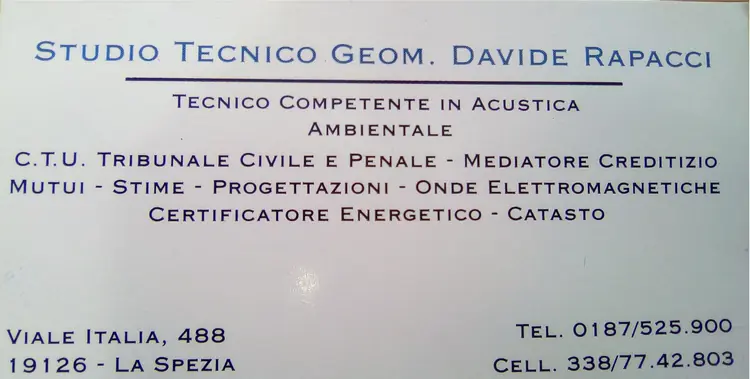 STUDIO TECNICO GEOM. DAVIDE RAPACCI
TECNICO COMPETENTE IN ACUSTICA
AMBIENTALE
C.T.U. TRIBUNALE CIVILE E PENALE - MEDIATORE CREDITIZIO
MUTUI - STIME - PROGETTAZIONI - ONDE ELETTROMAGNETICHE
CERTIFICATORE ENERGETICO - CATASTO
VIALE ITALIA, 488
19126 - LA SPEZIA
TEL. 0187/525.900
CELL. 338/77.42.803